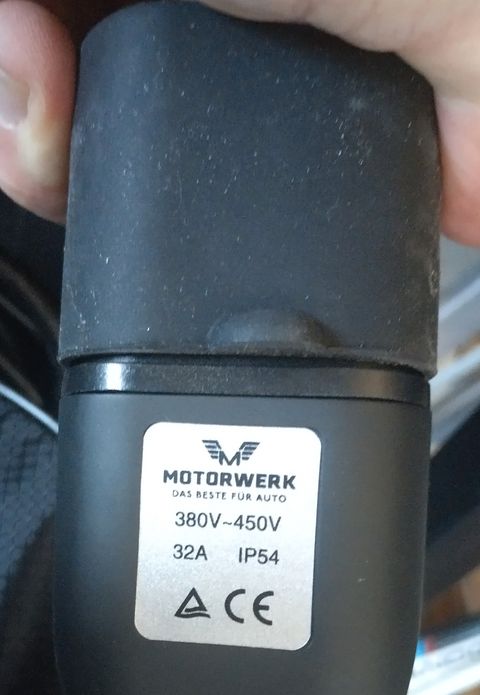 MOTORWERK
DAS BESTE FÜR AUTO
380V~450V
32A IP54
CE